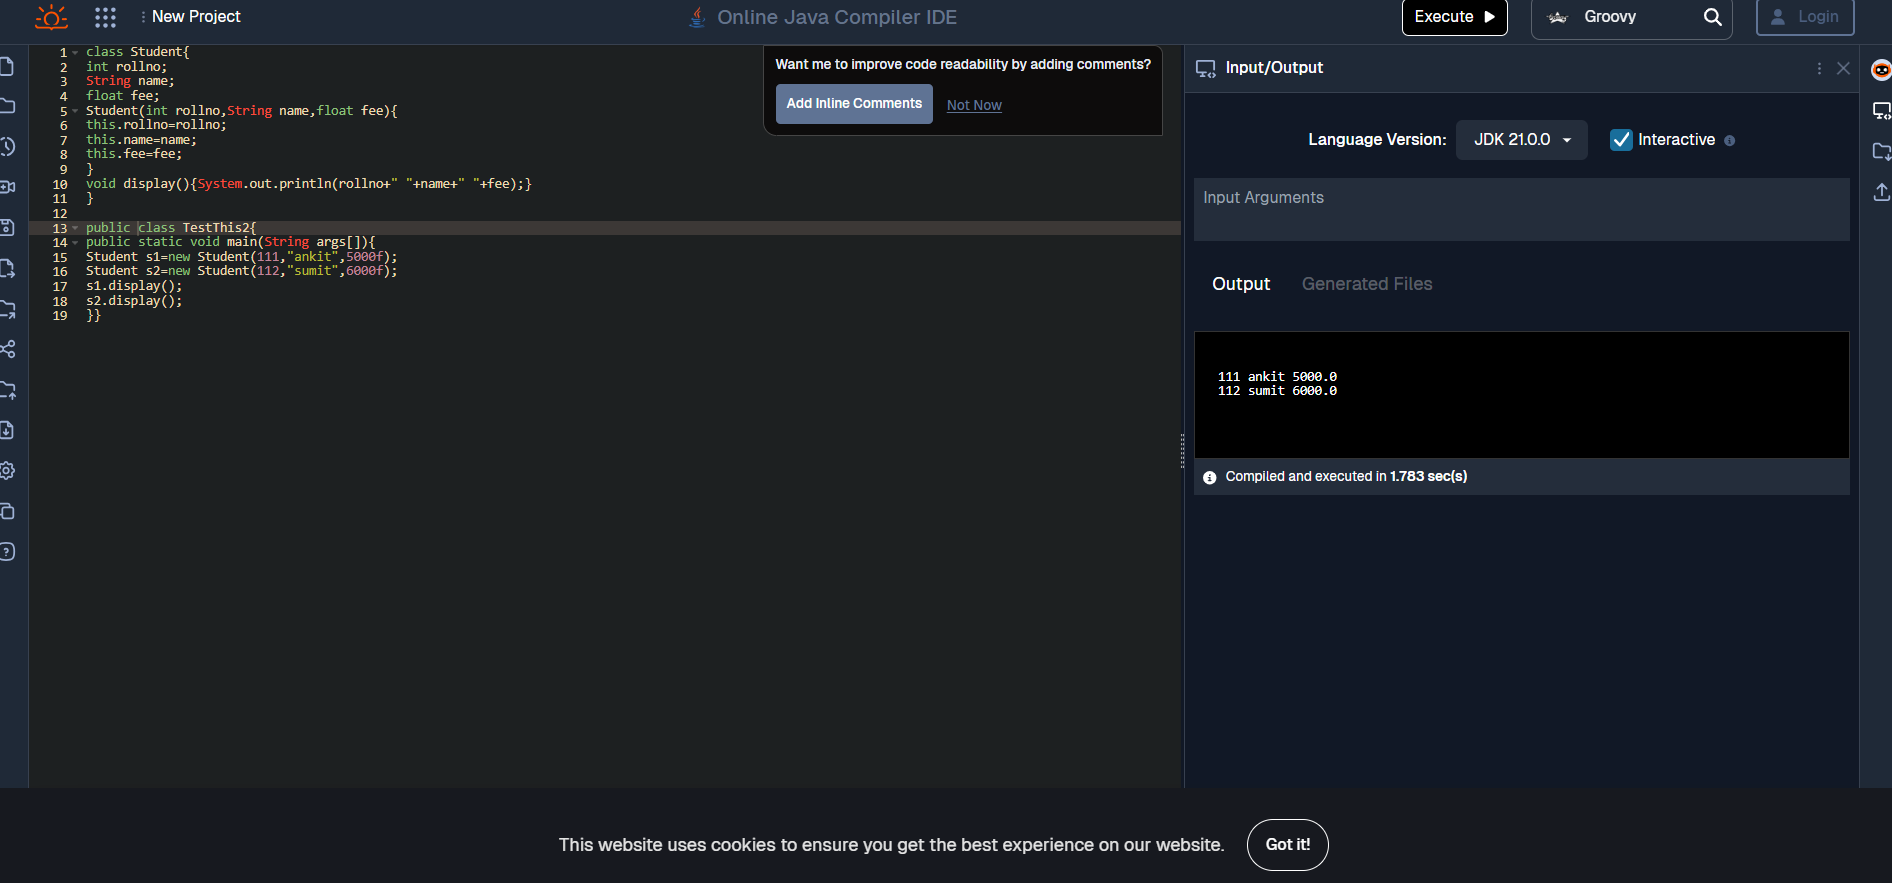 New Project
Online Java Compiler IDE
Execute
Groovy
Login
1 class Student{
2 int rollno;
3 String name;
4 float fee;
5 Student(int rollno,String name,float fee){
6 this.rollno=rollno;
7 this.name=name;
8 this.fee=fee;
9 }
10 void display(){System.out.println(rollno+" "+name+" "+fee);}
11 }
12
13 public class TestThis2{
14 public static void main(String args[]){
15 Student s1=new Student(111,"ankit",5000f);
16 Student s2=new Student(112,"sumit",6000f);
17 s1.display();
18 s2.display();
19 }}
Want me to improve code readability by adding comments?
Add Inline Comments Not Now
Input/Output
Language Version: JDK 21.0.0 Interactive
Input Arguments
Output Generated Files
111 ankit 5000.0
112 sumit 6000.0
Compiled and executed in 1.783 sec(s)
This website uses cookies to ensure you get the best experience on our website. Got it!